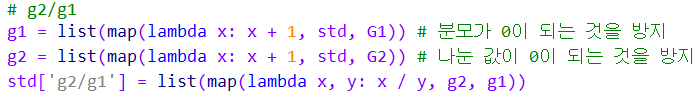 # g2/g1
g1 = list(map(lambda x: x + 1, std, G1)) # 분모가 0이 되는 것을 방지
g2 = list(map(lambda x: x + 1, std, G2)) # 나눈 값이 0이 되는 것을 방지
std['g2/g1'] = list(map(lambda x, y: x / y, g2, g1))